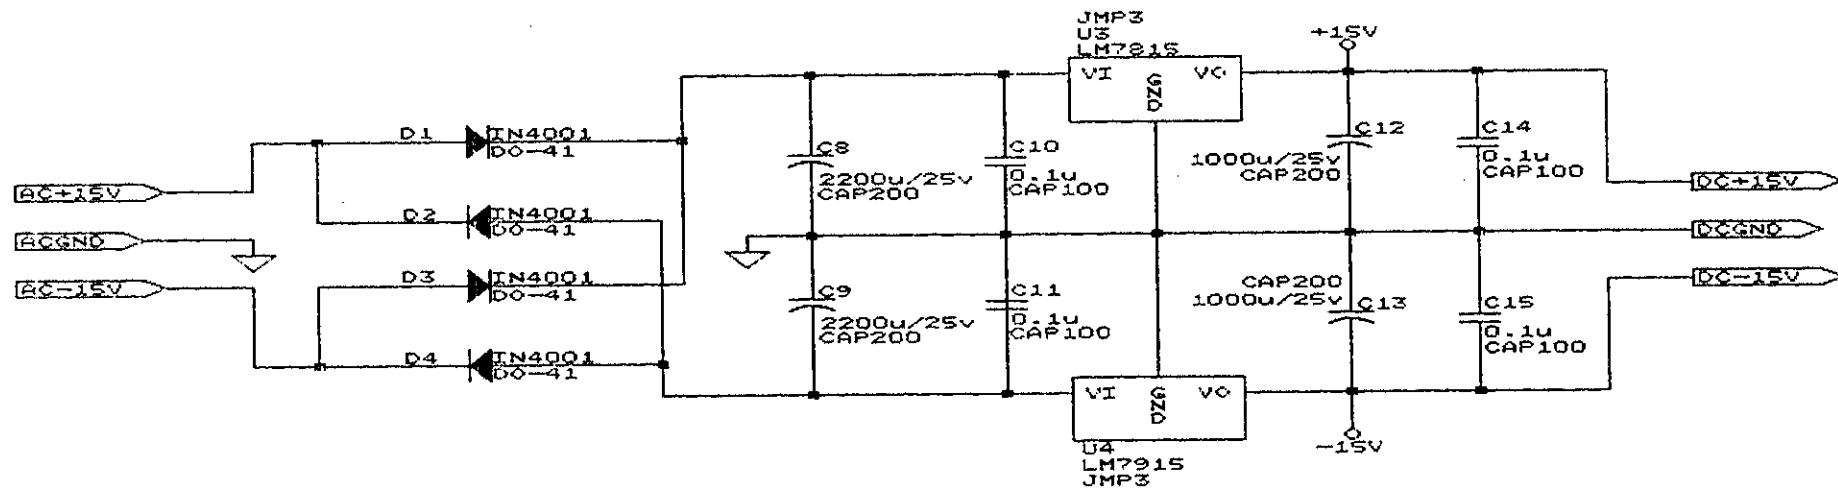 JMP3
U3
LM7815
VI
GND
VO
+15V
D1
IN4001
DO-41
AC+15V
D2
IN4001
DO-41
ACGND
D3
IN4001
DO-41
AC-15V
D4
IN4001
DO-41
C8
2200u/25v
CAP200
C10
0.1u
CAP100
C12
1000u/25v
CAP200
C14
0.1u
CAP100
DC+15V
DCGND
DC-15V
C9
2200u/25v
CAP200
C11
0.1u
CAP100
CAP200
1000u/25v
C13
C15
0.1u
CAP100
VI
GND
VO
U4
LM7915
JMP3
-15V